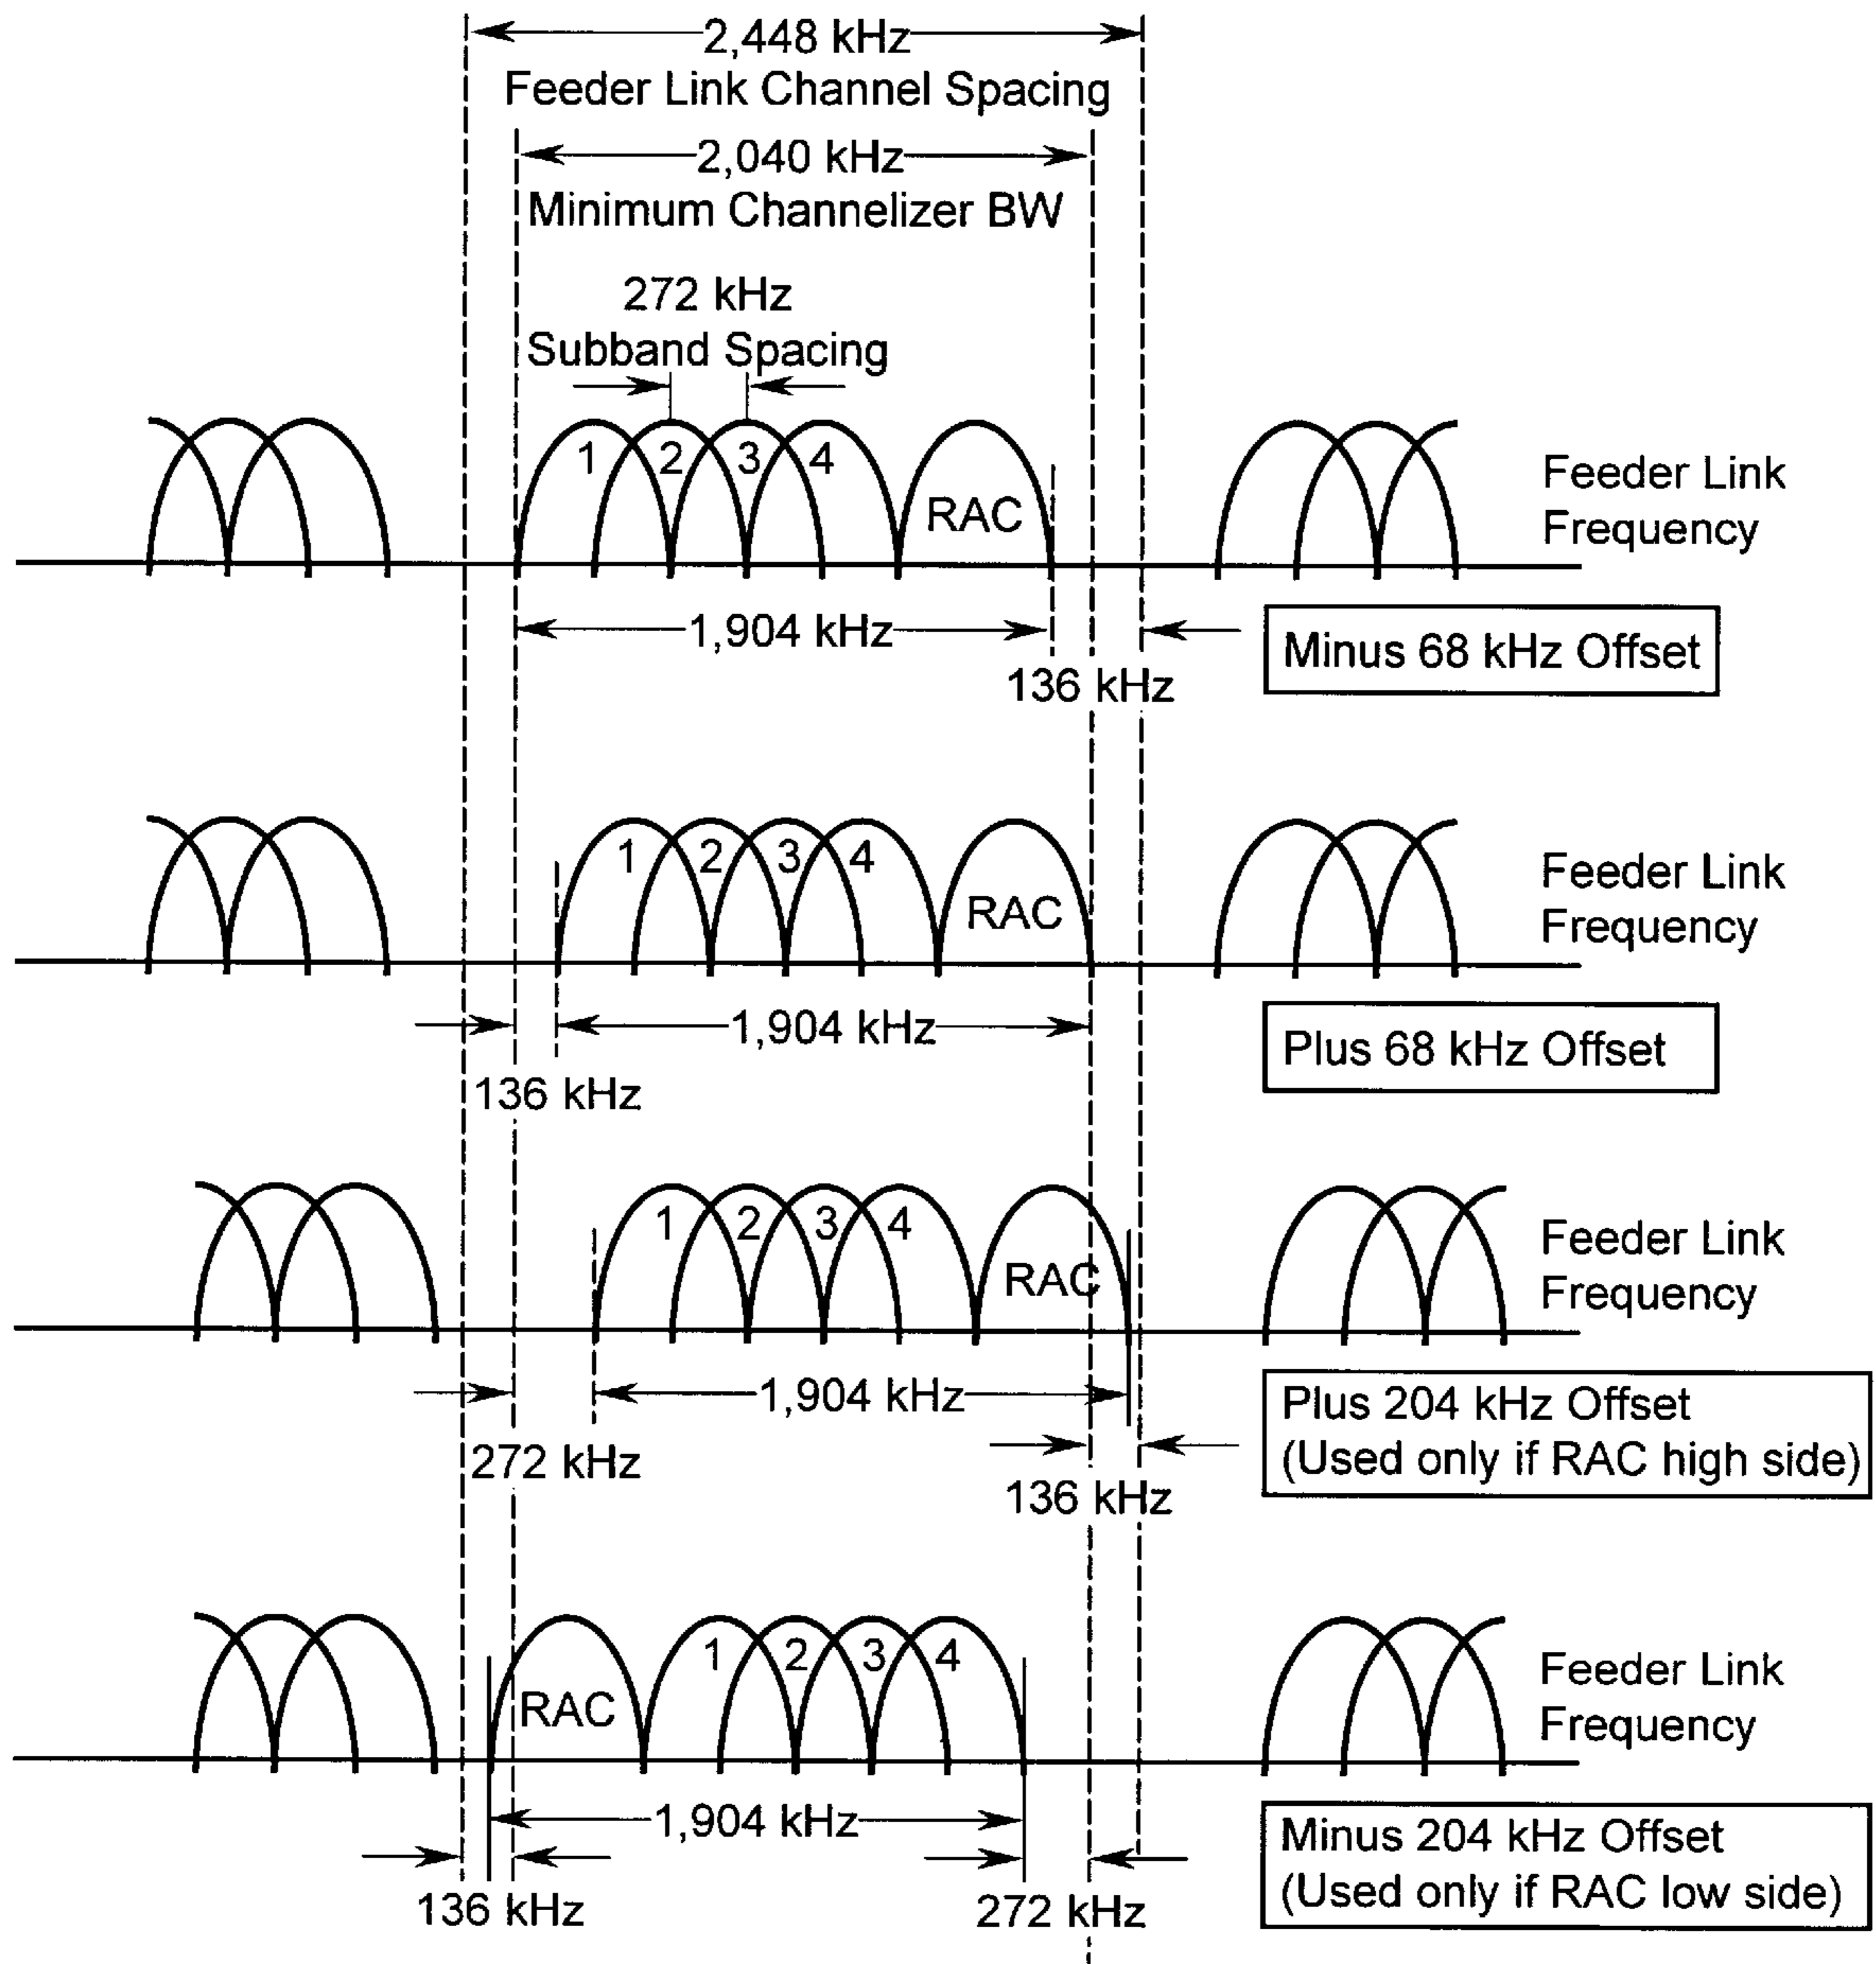 2,448 kHz
Feeder Link Channel Spacing
2,040 kHz
Minimum Channelizer BW
272 kHz
Subband Spacing
1 2 3 4
RAC
Feeder Link
Frequency
1,904 kHz
136 kHz
Minus 68 kHz Offset
1 2 3 4
RAC
Feeder Link
Frequency
1,904 kHz
136 kHz
Plus 68 kHz Offset
1 2 3 4
RAC
Feeder Link
Frequency
1,904 kHz
272 kHz
136 kHz
Plus 204 kHz Offset
(Used only if RAC high side)
RAC
1 2 3 4
Feeder Link
Frequency
1,904 kHz
136 kHz
272 kHz
Minus 204 kHz Offset
(Used only if RAC low side)